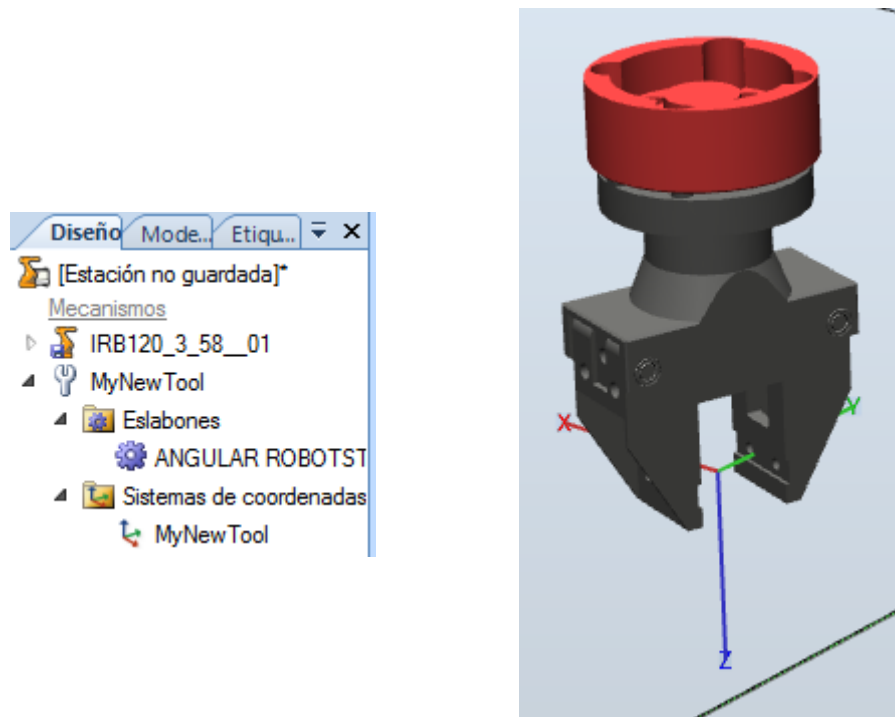 Diseño Mode... Etiqu...
[Estación no guardada]*
Mecanismos
IRB120_3_58__01
MyNewTool
Eslabones
ANGULAR ROBOTST
Sistemas de coordenadas
MyNewTool
X
Y
Z